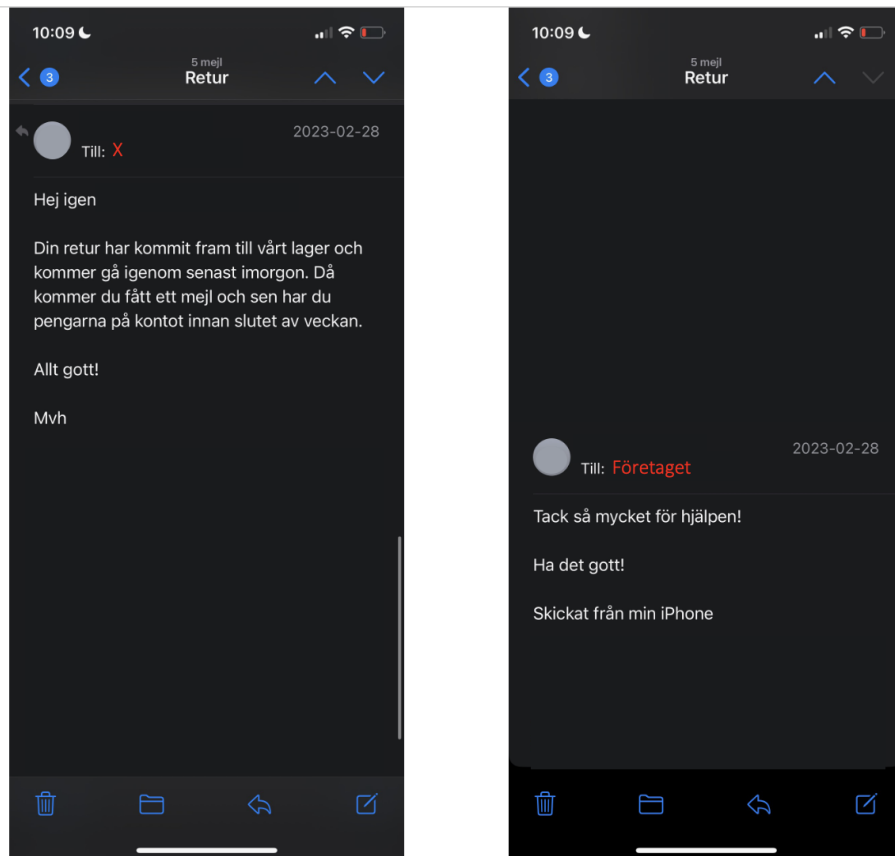 10:09
5 mejl
3
Retur
2023-02-28
Till: X
Hej igen
Din retur har kommit fram till vårt lager och
kommer gå igenom senast imorgon. Då
kommer du fått ett mejl och sen har du
pengarna på kontot innan slutet av veckan.
Allt gott!
Mvh
10:09
5 mejl
3
Retur
2023-02-28
Till: Företaget
Tack så mycket för hjälpen!
Ha det gott!
Skickat från min iPhone